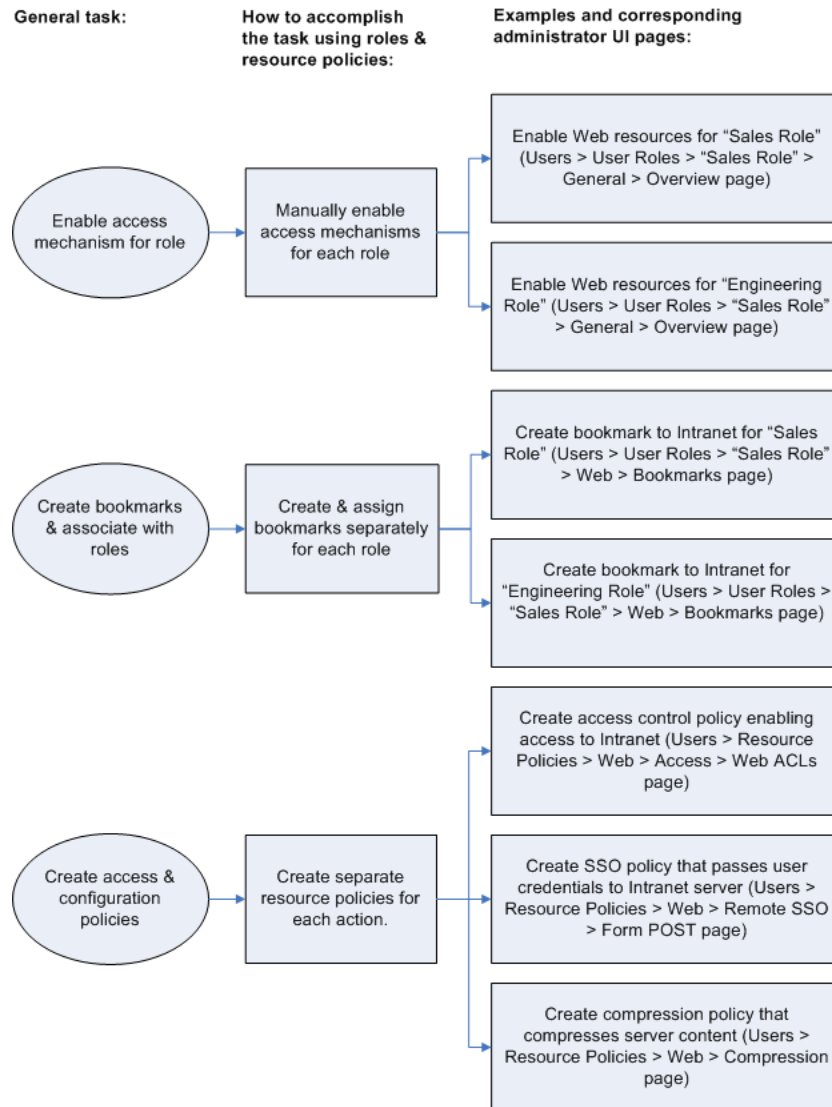 General task:
How to accomplish
the task using roles &
resource policies:
Examples and corresponding
administrator UI pages:
Enable access
mechanism for role
Manually enable
access mechanisms
for each role
Enable Web resources for “Sales Role”
(Users > User Roles > “Sales Role” >
General > Overview page)
Enable Web resources for “Engineering
Role” (Users > User Roles > “Sales Role”
> General > Overview page)
Create bookmarks
& associate with
roles
Create & assign
bookmarks separately
for each role
Create bookmark to Intranet for “Sales
Role” (Users > User Roles > “Sales Role”
> Web > Bookmarks page)
Create bookmark to Intranet for
“Engineering Role” (Users > User Roles >
“Sales Role” > Web > Bookmarks page)
Create access &
configuration
policies
Create separate
resource policies for
each action.
Create access control policy enabling
access to Intranet (Users > Resource
Policies > Web > Access > Web ACLs
page)
Create SSO policy that passes user
credentials to Intranet server (Users >
Resource Policies > Web > Remote SSO
> Form POST page)
Create compression policy that
compresses server content (Users >
Resource Policies > Web > Compression
page)